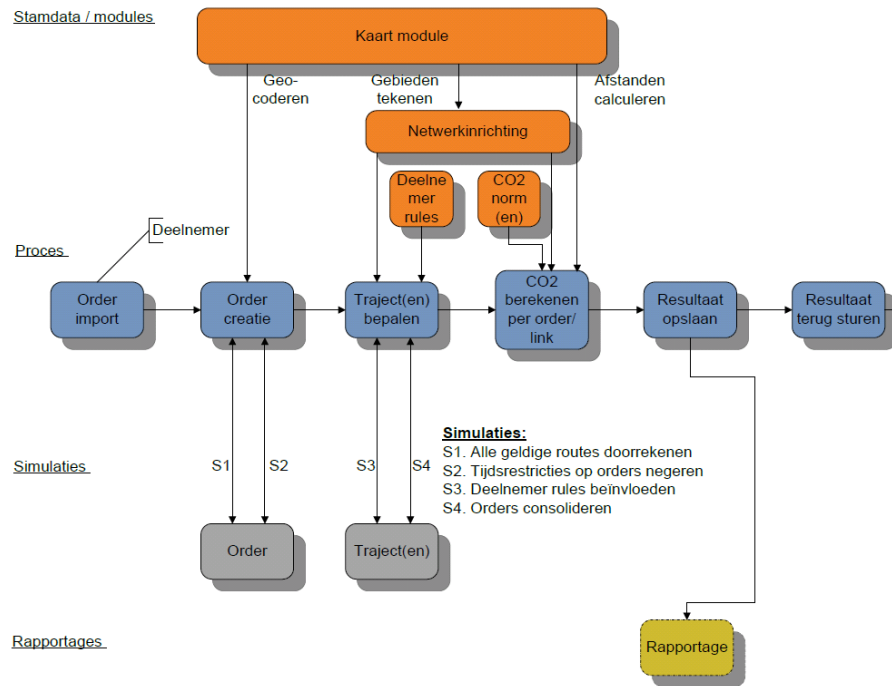 Stamdata / modules
Kaart module
Geo-
coderen
Gebieden
tekenen
Afstanden
calculeren
Netwerkinrichting
Deelne
mer
rules
CO2
norm
(en)
Deelnemer
Proces
Order
import
Order
creatie
Traject(en)
bepalen
CO2
berekenen
per order/
link
Resultaat
opslaan
Resultaat
terug sturen
Simulaties:
S1. Alle geldige routes doorrekenen
S2. Tijdsrestricties op orders negeren
S3. Deelnemer rules beïnvloeden
S4. Orders consolideren
Simulaties
S1
S2
S3
S4
Order
Traject(en)
Rapportages
Rapportage